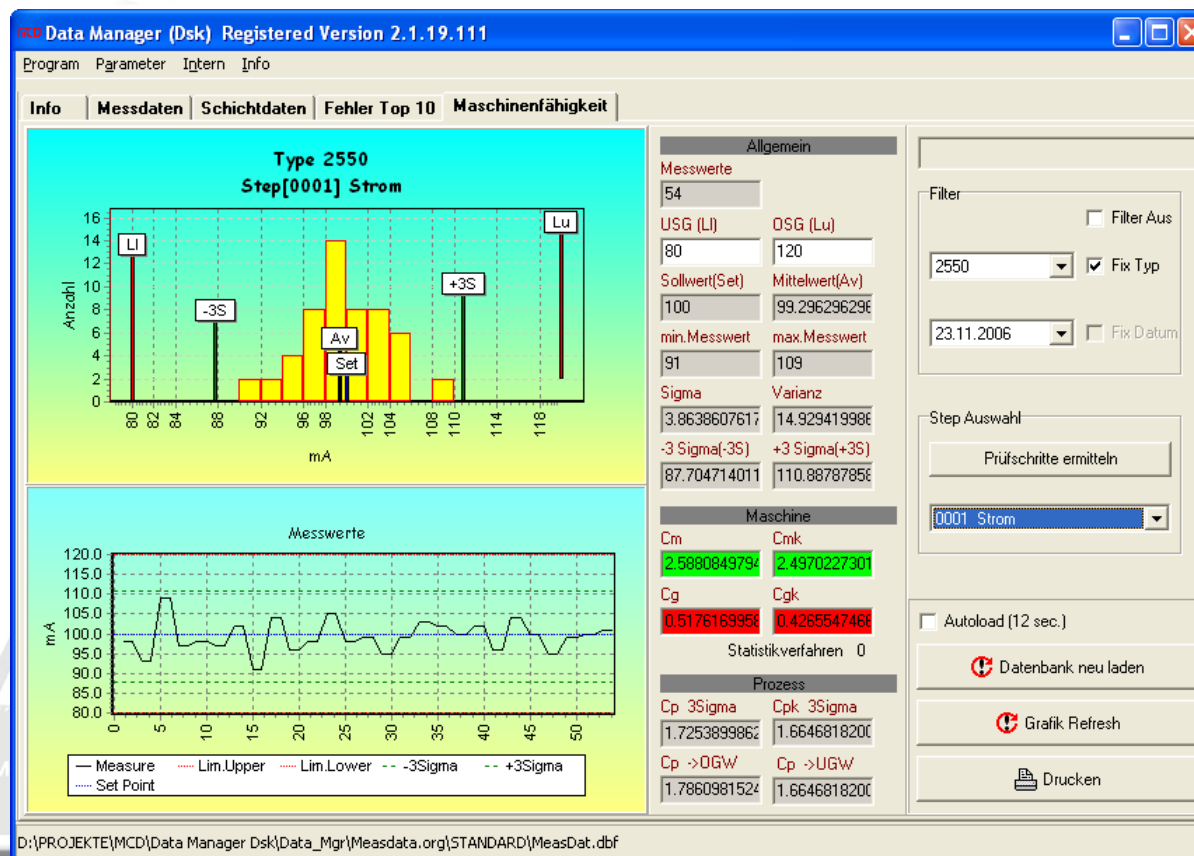 MCD Data Manager (Dsk) Registered Version 2.1.19.111
Program Parameter Intern Info
Info Messdaten Schichtdaten Fehler Top 10 Maschinenfähigkeit
Type 2550
Step[0001] Strom
Anzahl
16
14
12
10
8
6
4
2
0
Ll
-3S
Av
Set
+3S
Lu
80 82 84 88 92 96 98 102 104 108 110 114 118
mA
Messwerte
mA
120.0
115.0
110.0
105.0
100.0
95.0
90.0
85.0
80.0
0 5 10 15 20 25 30 35 40 45 50
Measure Lim.Upper Lim.Lower -3Sigma +3Sigma
Set Point
Allgemein
Messwerte
54
USG (Ll) OSG (Lu)
80 120
Sollwert(Set) Mittelwert(Av)
100 99.296296296
min.Messwert max.Messwert
91 109
Sigma Varianz
3.8638607617 14.929419986
-3 Sigma(-3S) +3 Sigma(+3S)
87.704714011 110.88787858
Maschine
Cm Cmk
2.5880849794 2.4970227301
Cg Cgk
0.5176169958 0.4265547466
Statistikverfahren 0
Prozess
Cp 3Sigma Cpk 3Sigma
1.7253899862 1.6646818200
Cp ->OGW Cp ->UGW
1.7860981524 1.6646818200
Filter
Filter Aus
2550 Fix Typ
23.11.2006 Fix Datum
Step Auswahl
Prüfschritte ermitteln
0001 Strom
Autoload (12 sec.)
Datenbank neu laden
Grafik Refresh
Drucken
D:\PROJEKTE\MCD\Data Manager Dsk\Data_Mgr\Measdata.org\STANDARD\MeasDat.dbf